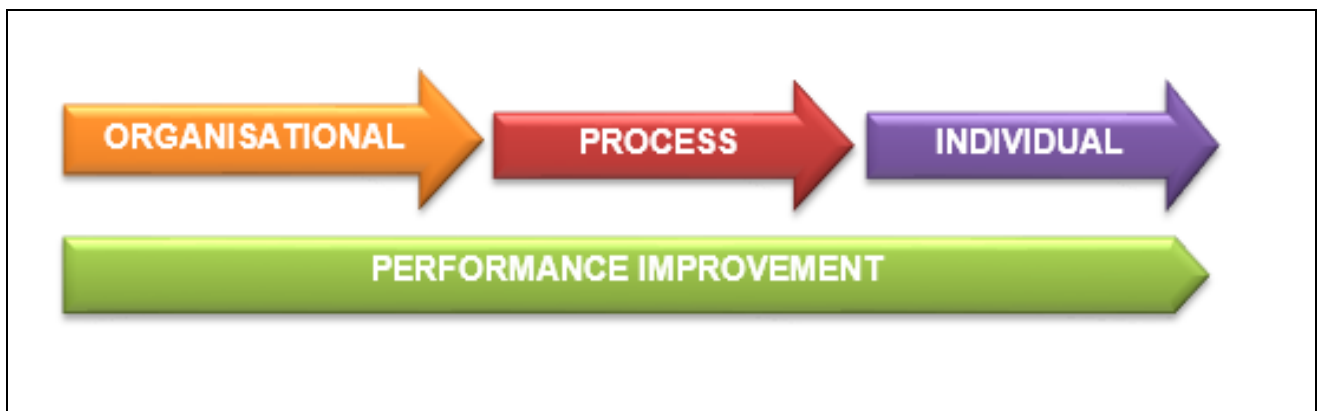 ORGANISATIONAL
PROCESS
INDIVIDUAL
PERFORMANCE IMPROVEMENT